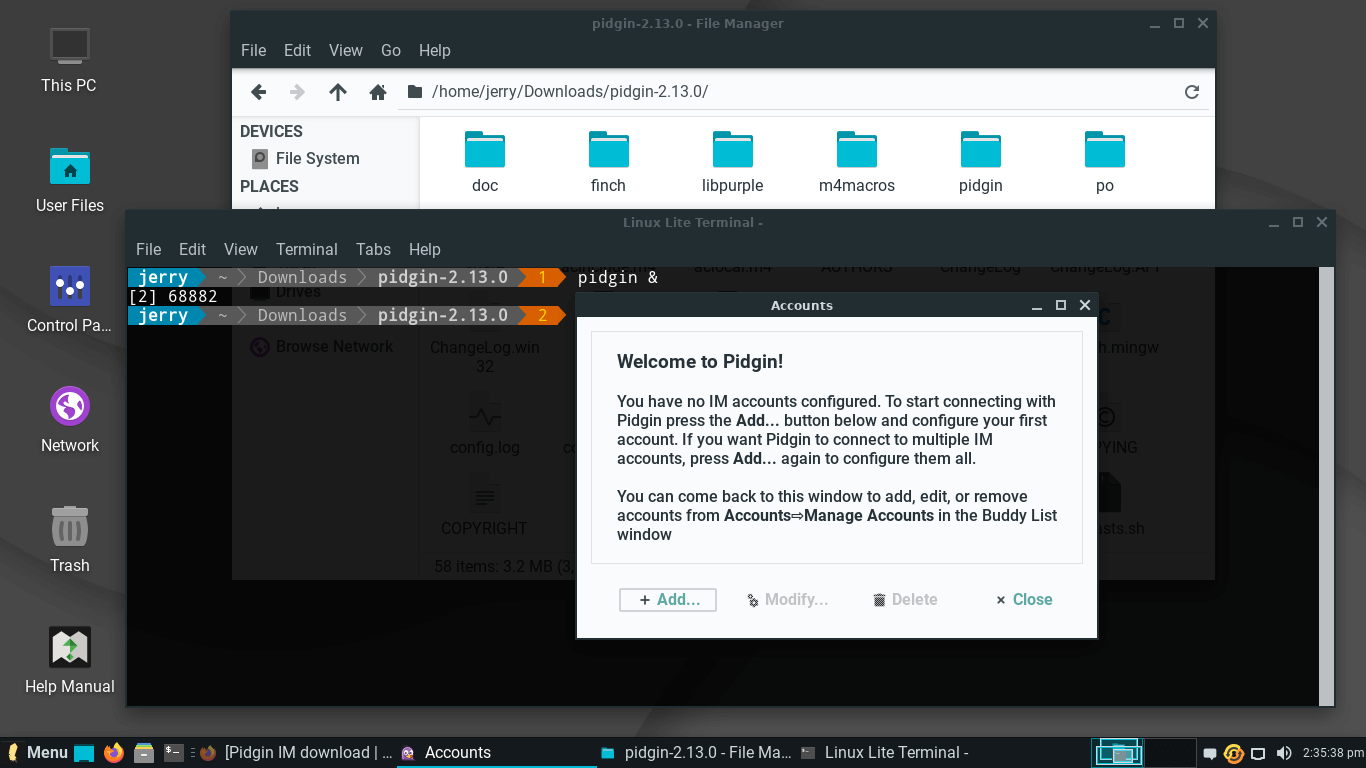 pidgin-2.13.0 - File Manager
File Edit View Go Help
/home/jerry/Downloads/pidgin-2.13.0/
DEVICES
File System
PLACES
doc finch libpurple m4macros pidgin po
This PC
User Files
Control Pa...
Network
Trash
Help Manual
Linux Lite Terminal -
File Edit View Terminal Tabs Help
jerry ~ Downloads pidgin-2.13.0 1 pidgin &
[2] 68882
jerry ~ Downloads pidgin-2.13.0 2
aclocal.m4 AUTHORS ChangeLog ChangeLog.API
Drives
Browse Network
ChangeLog.win
32
config.log
COPYRIGHT
58 items: 3.2 MB (3,
Accounts
Welcome to Pidgin!
You have no IM accounts configured. To start connecting with
Pidgin press the Add... button below and configure your first
account. If you want Pidgin to connect to multiple IM
accounts, press Add... again to configure them all.
You can come back to this window to add, edit, or remove
accounts from Accounts⇨Manage Accounts in the Buddy List
window
+ Add... Modify... Delete × Close
Menu [Pidgin IM download | ... Accounts pidgin-2.13.0 - File Ma... Linux Lite Terminal - 2:35:38 pm